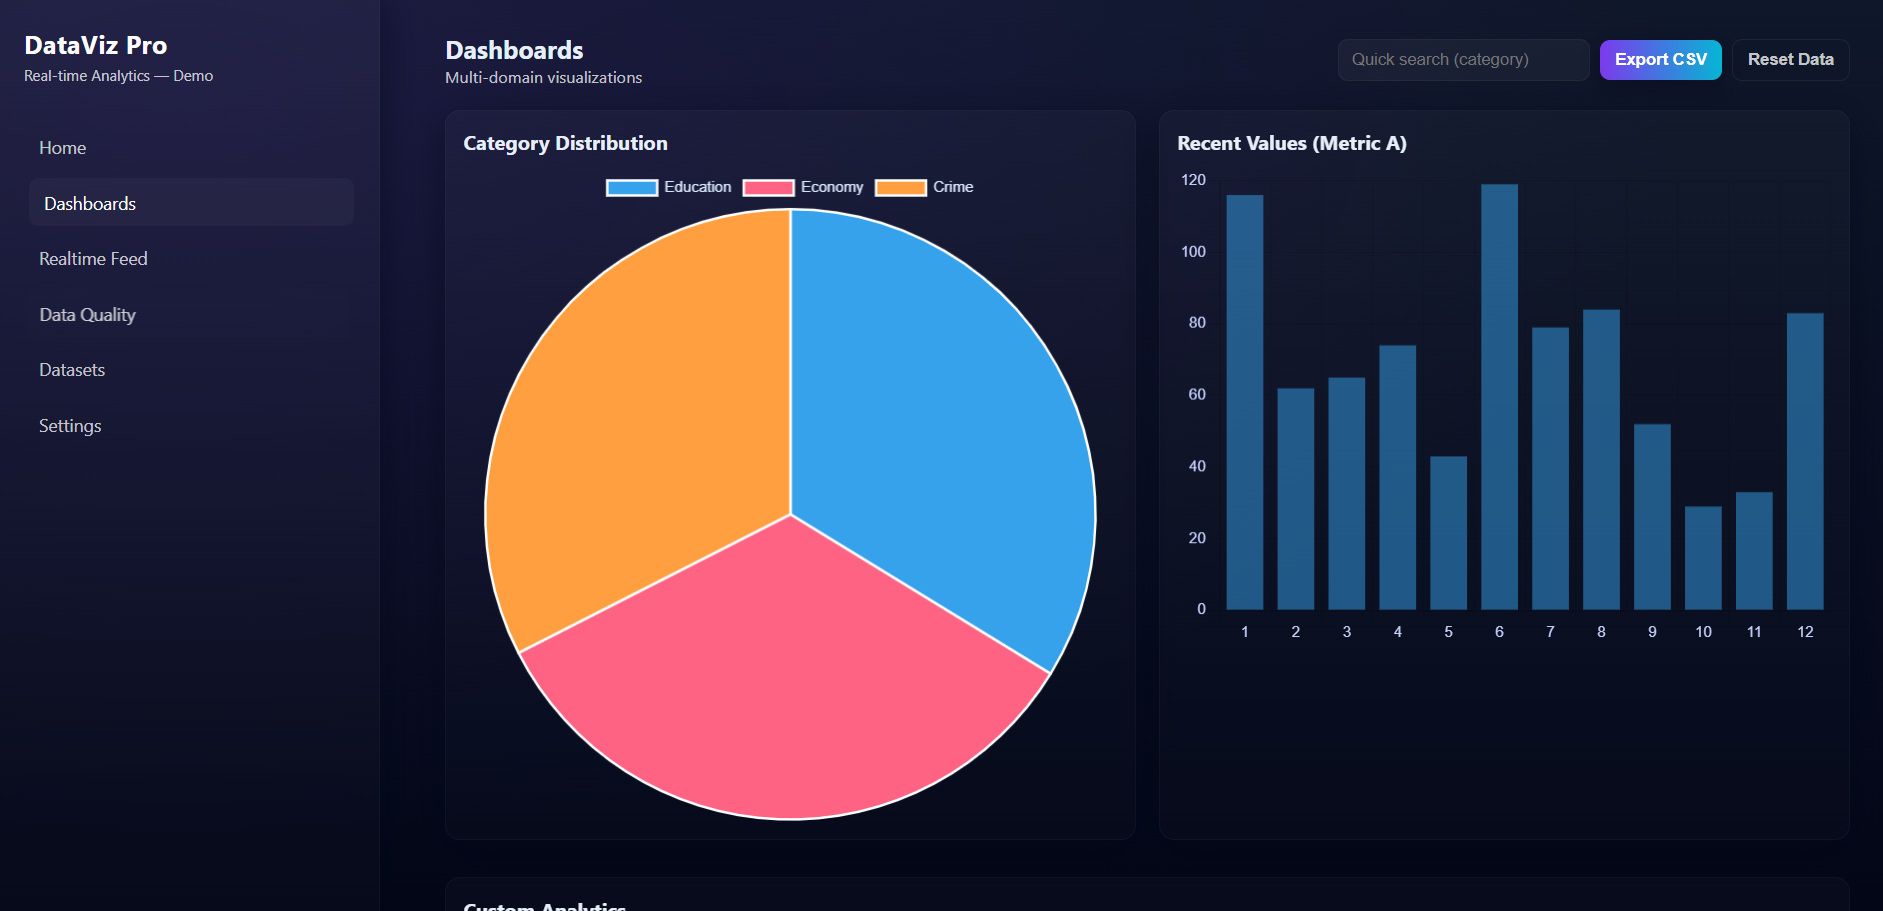 DataViz Pro
Real-time Analytics — Demo
Home
Dashboards
Realtime Feed
Data Quality
Datasets
Settings
Dashboards
Multi-domain visualizations
Quick search (category)
Export CSV
Reset Data
Category Distribution
Education Economy Crime
Recent Values (Metric A)
120
100
80
60
40
20
0
1 2 3 4 5 6 7 8 9 10 11 12
Custom Analytics